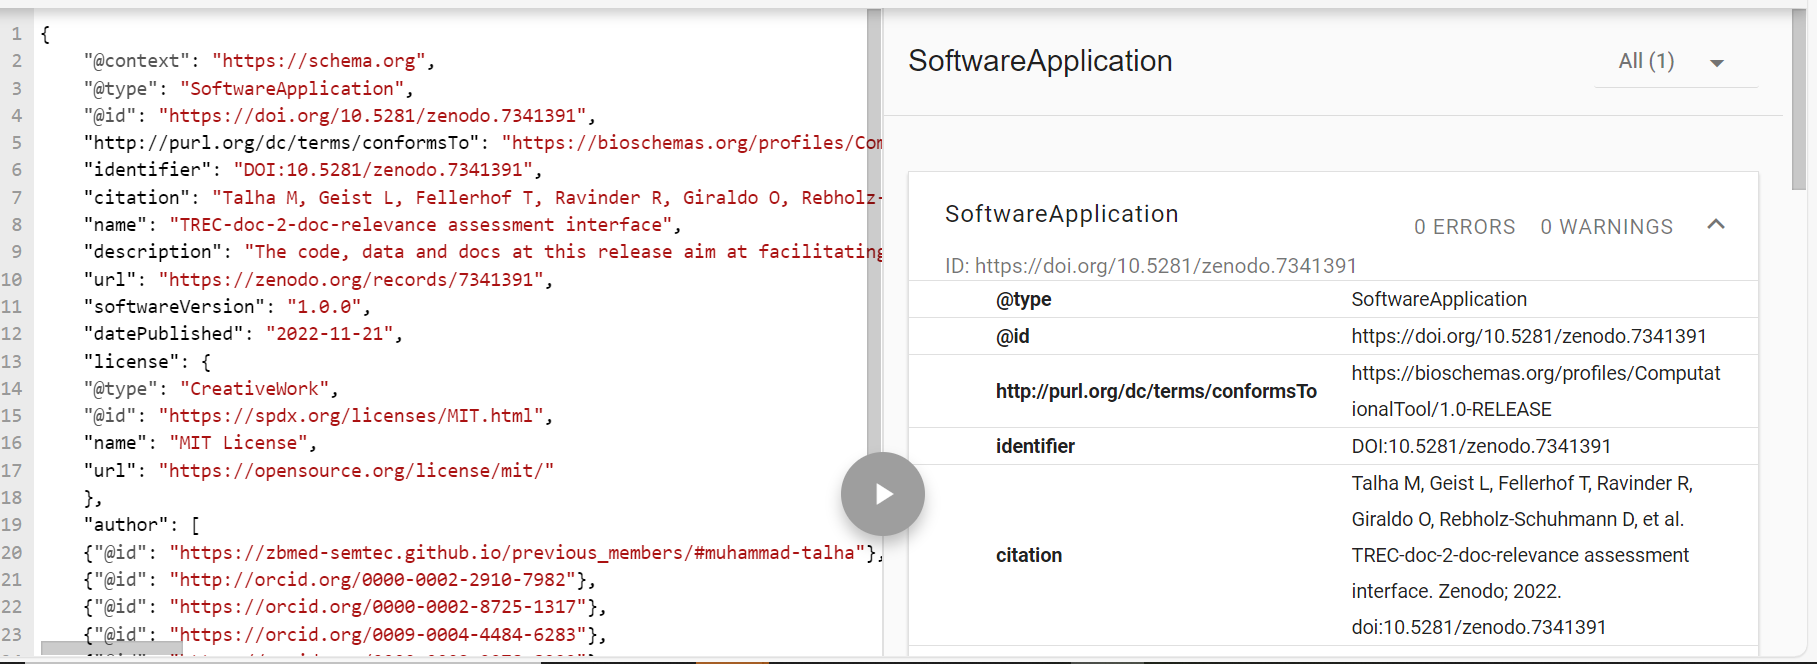 1 {
2 "@context": "https://schema.org",
3 "@type": "SoftwareApplication",
4 "@id": "https://doi.org/10.5281/zenodo.7341391",
5 "http://purl.org/dc/terms/conformsTo": "https://bioschemas.org/profiles/Com
6 "identifier": "DOI:10.5281/zenodo.7341391",
7 "citation": "Talha M, Geist L, Fellerhof T, Ravinder R, Giraldo O, Rebholz-
8 "name": "TREC-doc-2-doc-relevance assessment interface",
9 "description": "The code, data and docs at this release aim at facilitating
10 "url": "https://zenodo.org/records/7341391",
11 "softwareVersion": "1.0.0",
12 "datePublished": "2022-11-21",
13 "license": {
14 "@type": "CreativeWork",
15 "@id": "https://spdx.org/licenses/MIT.html",
16 "name": "MIT License",
17 "url": "https://opensource.org/license/mit/"
18 },
19 "author": [
20 {"@id": "https://zbmed-semtec.github.io/previous_members/#muhammad-talha"},
21 {"@id": "http://orcid.org/0000-0002-2910-7982"},
22 {"@id": "https://orcid.org/0000-0002-8725-1317"},
23 {"@id": "https://orcid.org/0009-0004-4484-6283"},
SoftwareApplication
All (1)
SoftwareApplication
0 ERRORS 0 WARNINGS
ID: https://doi.org/10.5281/zenodo.7341391
@type SoftwareApplication
@id https://doi.org/10.5281/zenodo.7341391
http://purl.org/dc/terms/conformsTo https://bioschemas.org/profiles/Computat
ionalTool/1.0-RELEASE
identifier DOI:10.5281/zenodo.7341391
citation Talha M, Geist L, Fellerhof T, Ravinder R,
Giraldo O, Rebholz-Schuhmann D, et al.
TREC-doc-2-doc-relevance assessment
interface. Zenodo; 2022.
doi:10.5281/zenodo.7341391